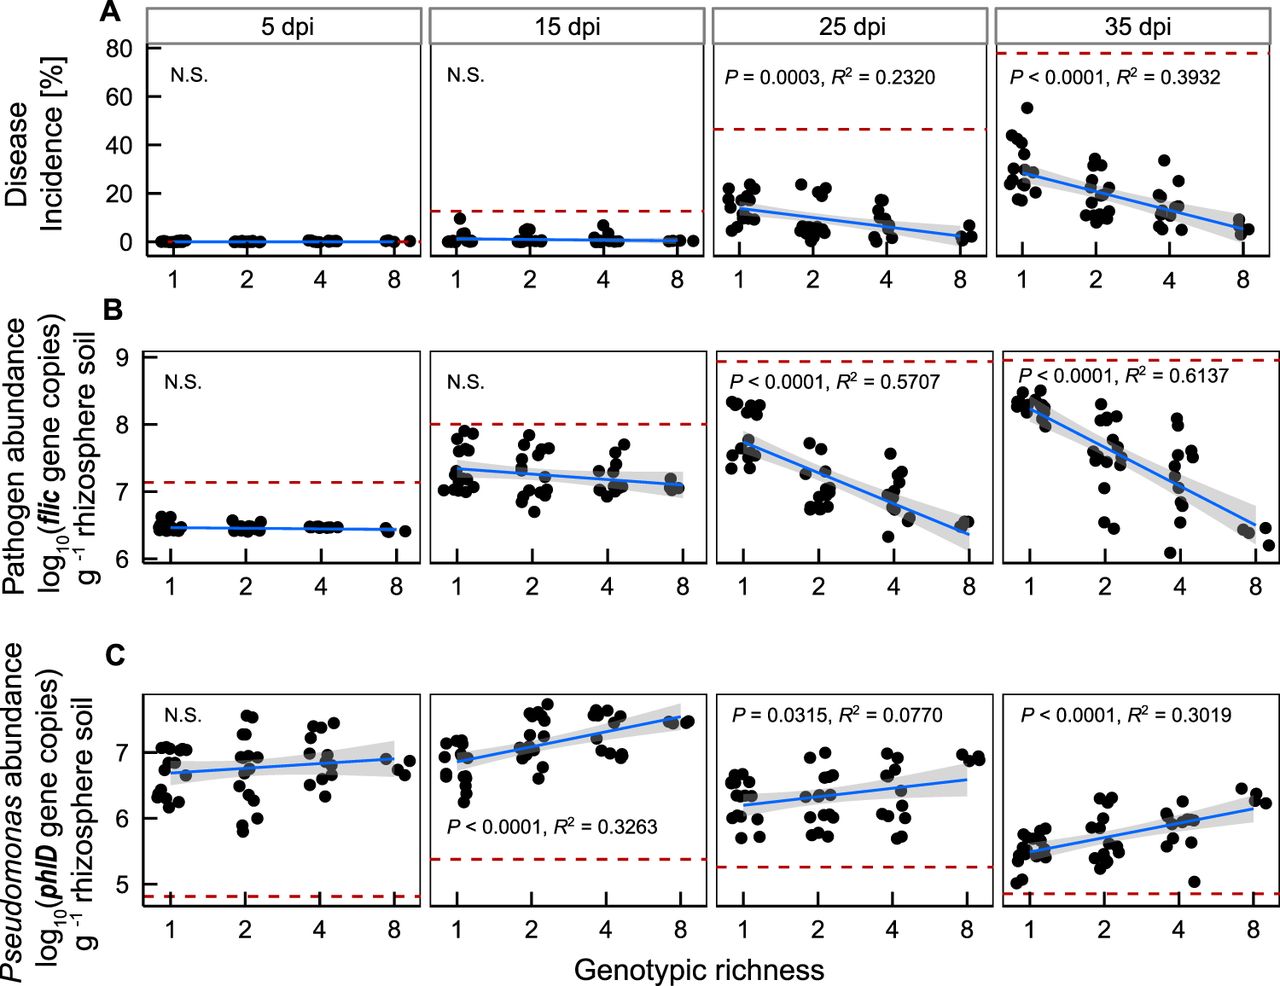 A
5 dpi 15 dpi 25 dpi 35 dpi
Disease
Incidence [%]
80
60
40
20
0
N.S.
N.S.
P = 0.0003, R² = 0.2320
P < 0.0001, R² = 0.3932
1 2 4 8 1 2 4 8 1 2 4 8 1 2 4 8
B
Pathogen abundance
log₁₀(flic gene copies)
g⁻¹ rhizosphere soil
9
8
7
6
N.S.
N.S.
P < 0.0001, R² = 0.5707
P < 0.0001, R² = 0.6137
1 2 4 8 1 2 4 8 1 2 4 8 1 2 4 8
C
Pseudomonas abundance
log₁₀(phlD gene copies)
g⁻¹ rhizosphere soil
7
6
5
N.S.
P < 0.0001, R² = 0.3263
P = 0.0315, R² = 0.0770
P < 0.0001, R² = 0.3019
1 2 4 8 1 2 4 8 1 2 4 8 1 2 4 8
Genotypic richness